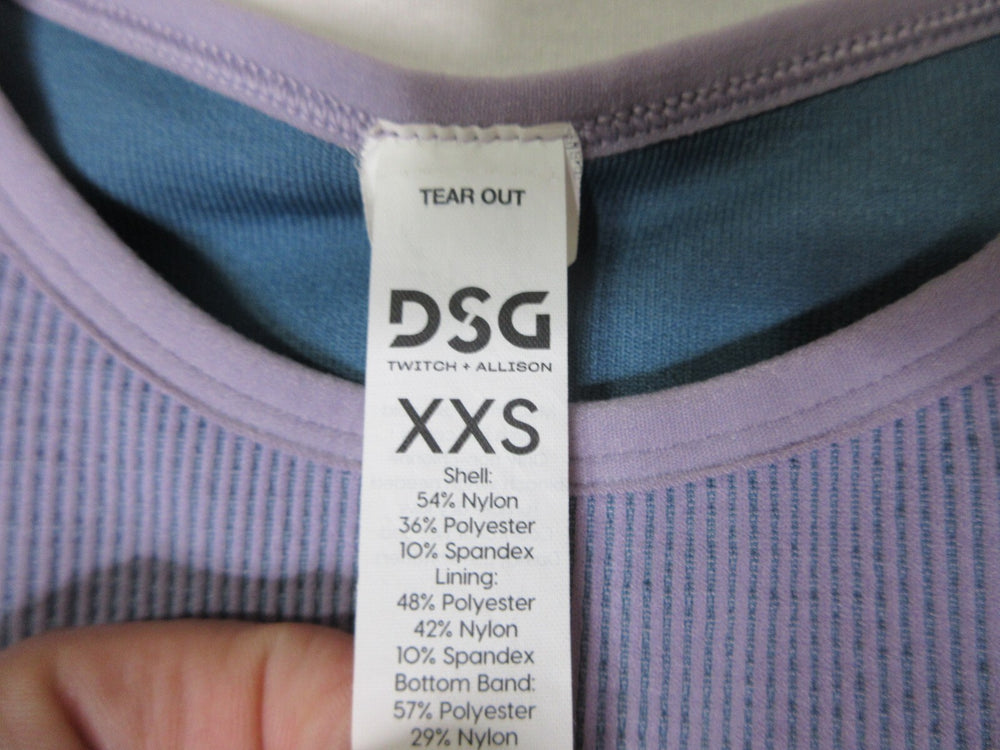 TEAR OUT
DSG
TWITCH + ALLISON
XXS
Shell:
54% Nylon
36% Polyester
10% Spandex
Lining:
48% Polyester
42% Nylon
10% Spandex
Bottom Band:
57% Polyester
29% Nylon